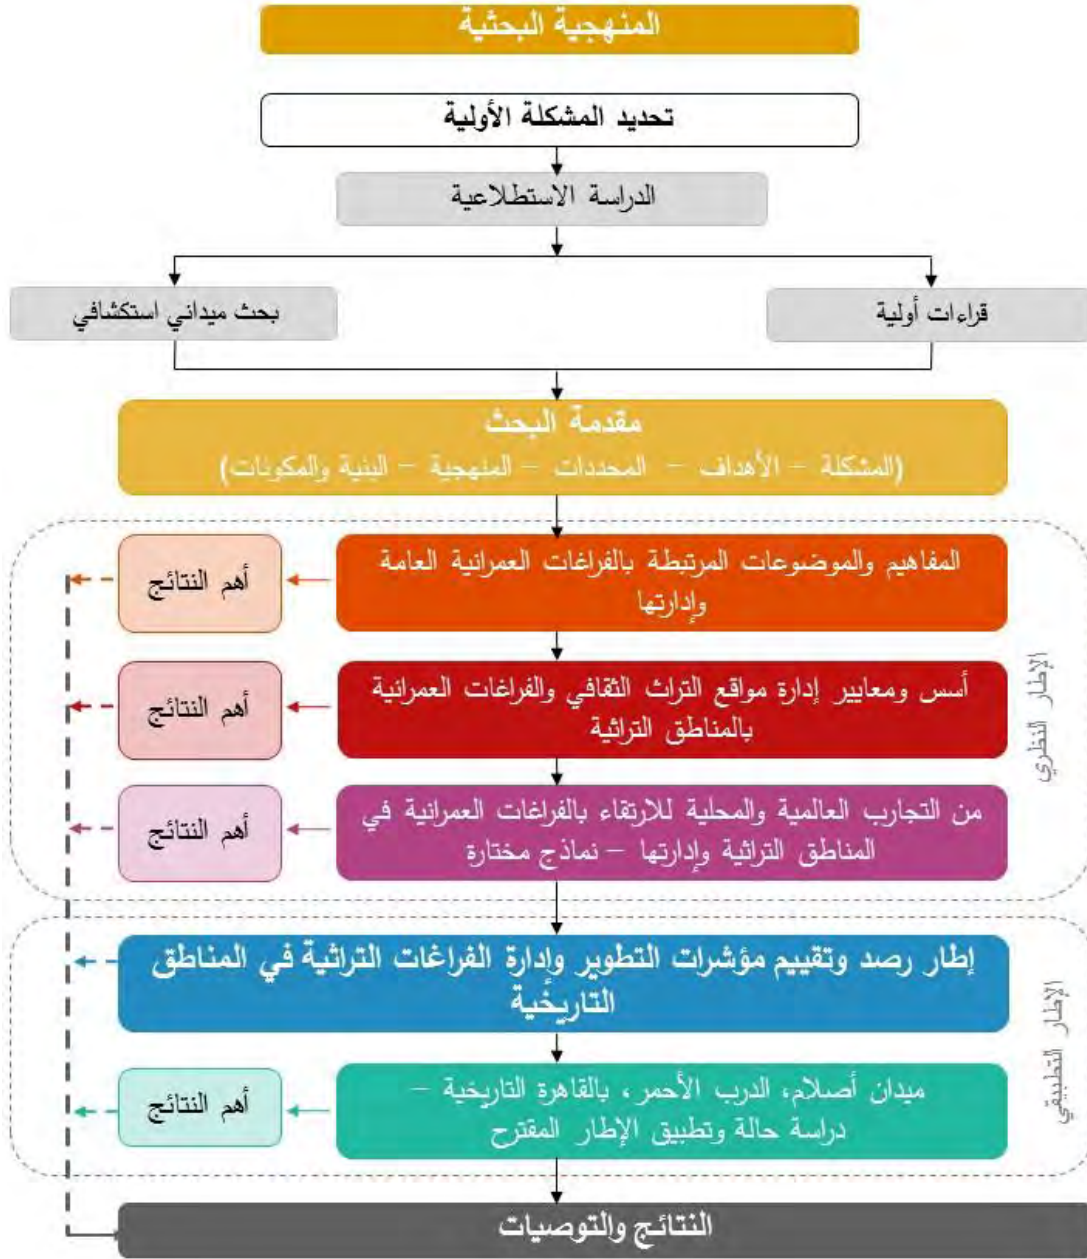 المنهجية البحثية
تحديد المشكلة الأولية
الدراسة الاستطلاعية
قراءات أولية
بحث ميداني استكشافي
مقدمة البحث
(المشكلة – الأهداف – المحددات – المنهجية – البنية والمكونات)
الإطار النظري
المفاهيم والموضوعات المرتبطة بالفراغات العمرانية العامة
وإدارتها
أهم النتائج
أسس ومعايير إدارة مواقع التراث الثقافي والفراغات العمرانية
بالمناطق التراثية
أهم النتائج
من التجارب العالمية والمحلية للارتقاء بالفراغات العمرانية في
المناطق التراثية وإدارتها – نماذج مختارة
أهم النتائج
الإطار التطبيقي
إطار رصد وتقييم مؤشرات التطوير وإدارة الفراغات التراثية في المناطق
التاريخية
ميدان أصلام، الدرب الأحمر، بالقاهرة التاريخية –
دراسة حالة وتطبيق الإطار المقترح
أهم النتائج
النتائج والتوصيات